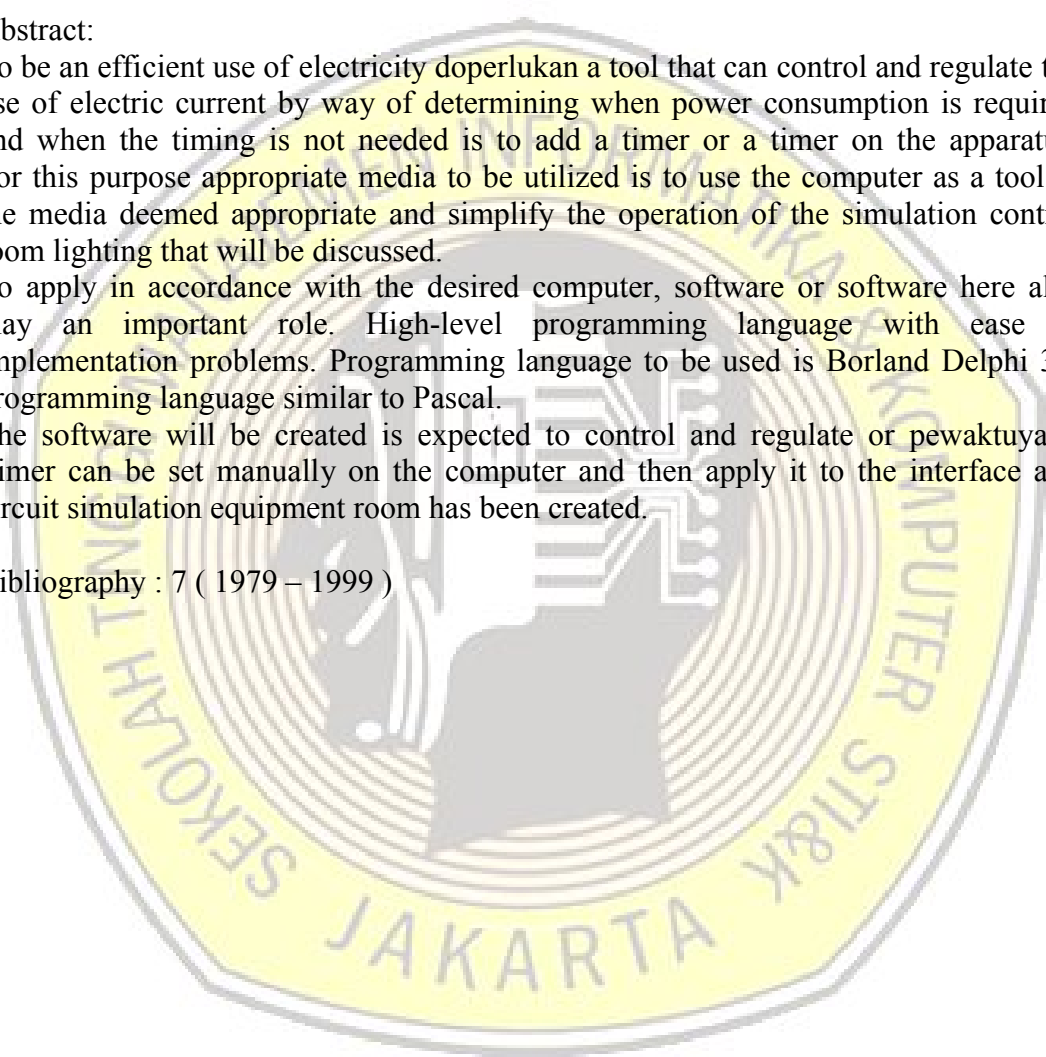 bstract:
o be an efficient use of electricity doperlukan a tool that can control and regulate t
se of electric current by way of determining when power consumption is requir
nd when the timing is not needed is to add a timer or a timer on the apparatu
or this purpose appropriate media to be utilized is to use the computer as a tool
he media deemed appropriate and simplify the operation of the simulation cont
oom lighting that will be discussed.
o apply in accordance with the desired computer, software or software here al
lay an important role. High-level programming language with ease
mplementation problems. Programming language to be used is Borland Delphi 3
rogramming language similar to Pascal.
he software will be created is expected to control and regulate or pewaktuya
imer can be set manually on the computer and then apply it to the interface a
ircuit simulation equipment room has been created.
ibliography : 7 ( 1979 – 1999 )
SEKOLAH TINGGI MANAJEMEN INFORMATIKA & KOMPUTER STI&K
JAKARTA